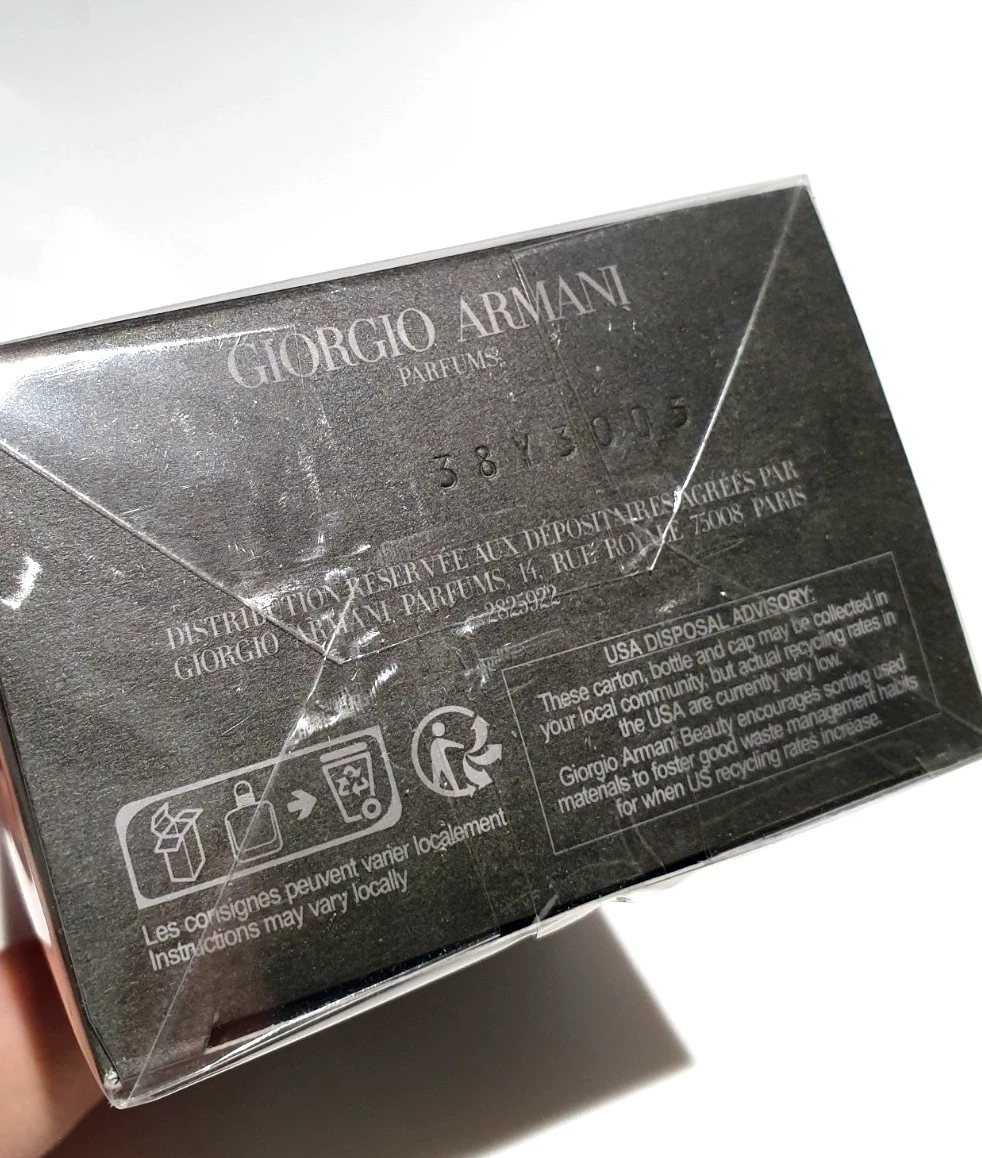 GIORGIO ARMANI
PARFUMS
38Y3005
DISTRIBUTION RÉSERVÉE AUX DÉPOSITAIRES AGRÉÉS PAR
GIORGIO ARMANI PARFUMS, 14, RUE ROYALE 75008 PARIS
2825922
USA DISPOSAL ADVISORY:
These carton, bottle and cap may be collected in
your local community, but actual recycling rates in
the USA are currently very low.
Giorgio Armani Beauty encourages sorting used
materials to foster good waste management habits
for when US recycling rates increase.
Les consignes peuvent varier localement
Instructions may vary locally